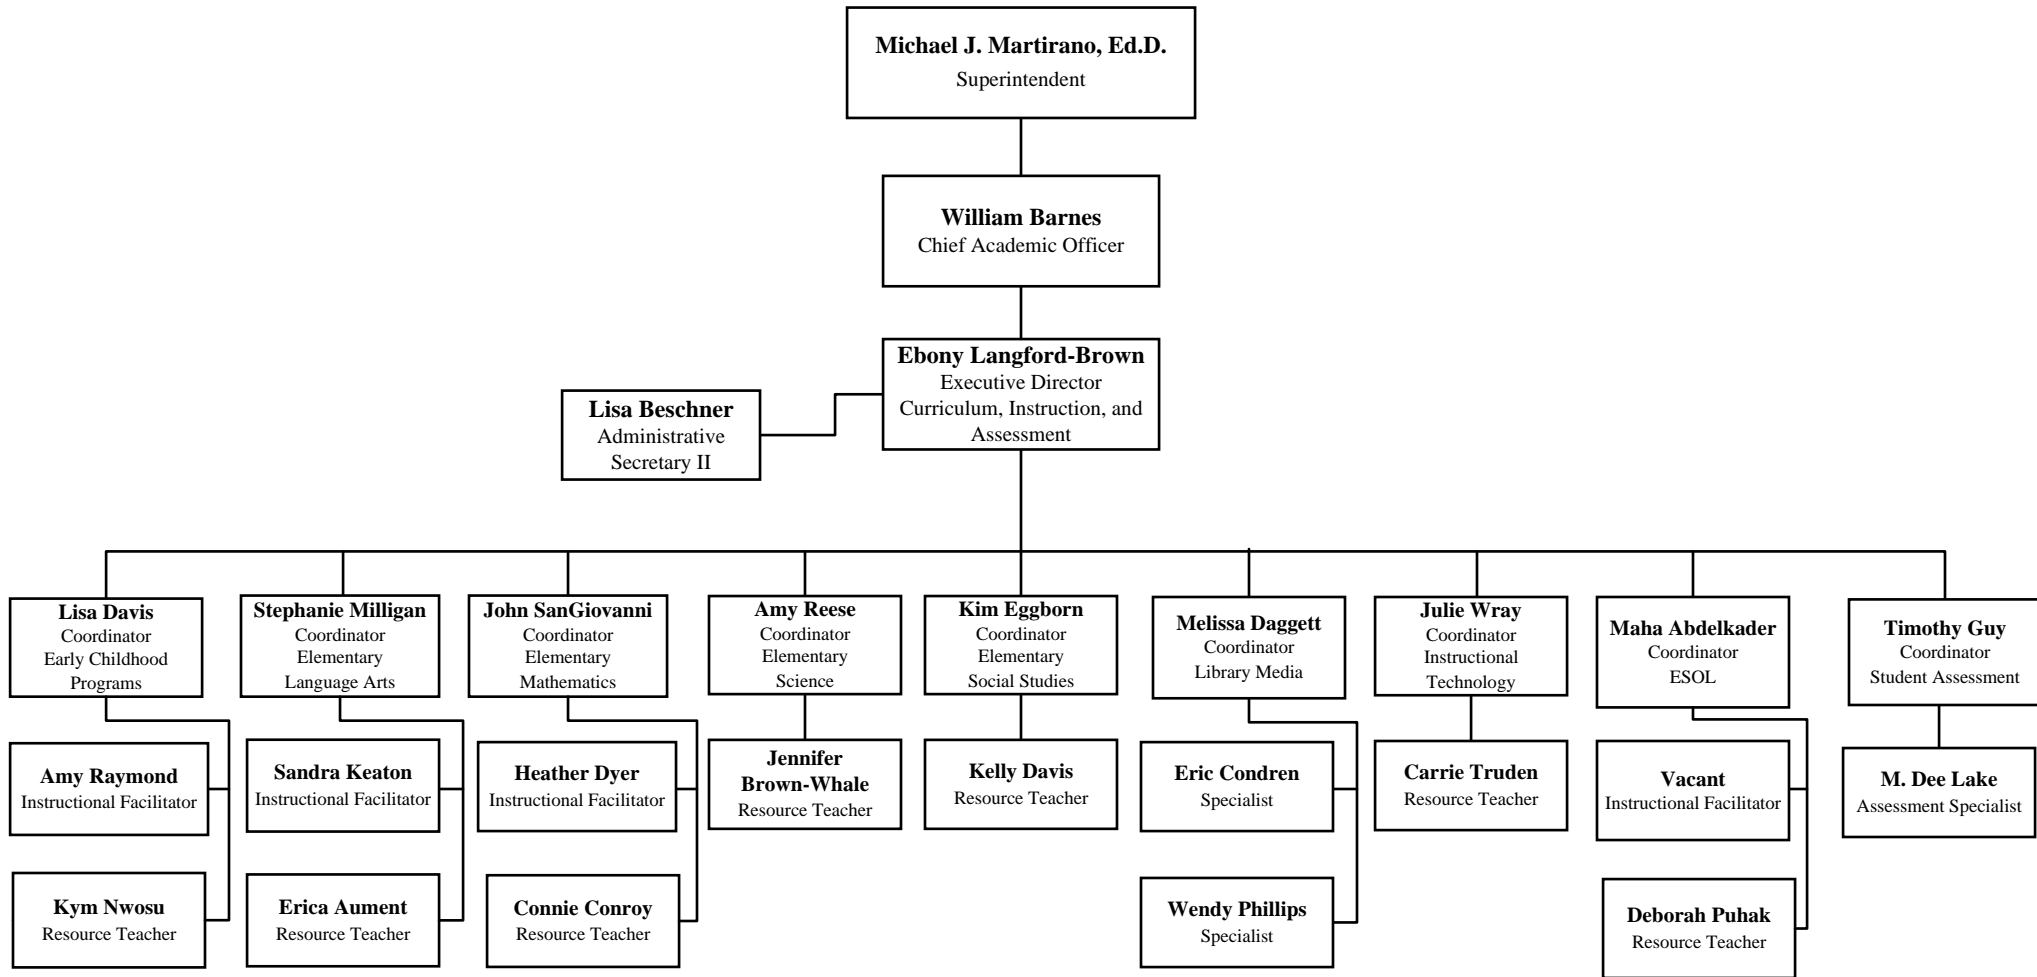 Michael J. Martirano, Ed.D.
Superintendent
William Barnes
Chief Academic Officer
Ebony Langford-Brown
Executive Director
Curriculum, Instruction, and
Assessment
Lisa Beschner
Administrative
Secretary II
Lisa Davis
Coordinator
Early Childhood
Programs
Stephanie Milligan
Coordinator
Elementary
Language Arts
John SanGiovanni
Coordinator
Elementary
Mathematics
Amy Reese
Coordinator
Elementary
Science
Kim Eggborn
Coordinator
Elementary
Social Studies
Melissa Daggett
Coordinator
Library Media
Julie Wray
Coordinator
Instructional
Technology
Maha Abdelkader
Coordinator
ESOL
Timothy Guy
Coordinator
Student Assessment
Amy Raymond
Instructional Facilitator
Sandra Keaton
Instructional Facilitator
Heather Dyer
Instructional Facilitator
Jennifer
Brown-Whale
Resource Teacher
Kelly Davis
Resource Teacher
Eric Condren
Specialist
Carrie Truden
Resource Teacher
Vacant
Instructional Facilitator
M. Dee Lake
Assessment Specialist
Kym Nwosu
Resource Teacher
Erica Aument
Resource Teacher
Connie Conroy
Resource Teacher
Wendy Phillips
Specialist
Deborah Puhak
Resource Teacher